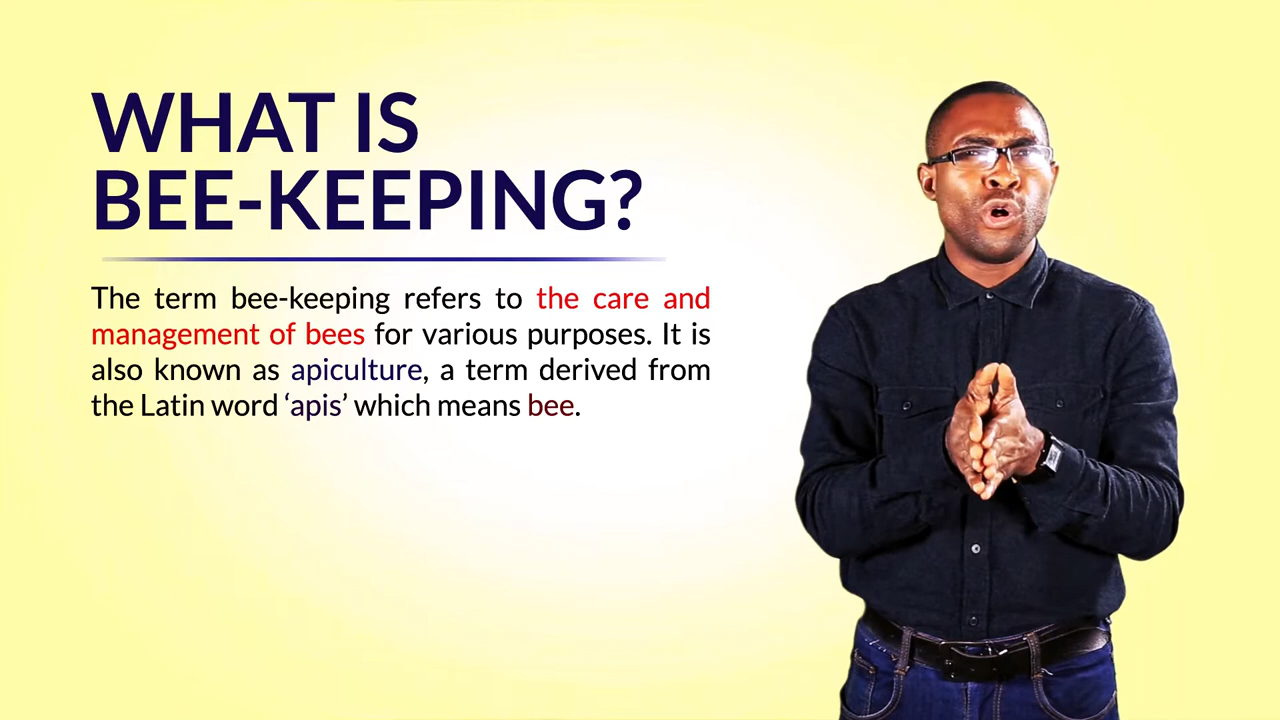 WHAT IS
BEE-KEEPING?
The term bee-keeping refers to the care and
management of bees for various purposes. It is
also known as apiculture, a term derived from
the Latin word ‘apis’ which means bee.